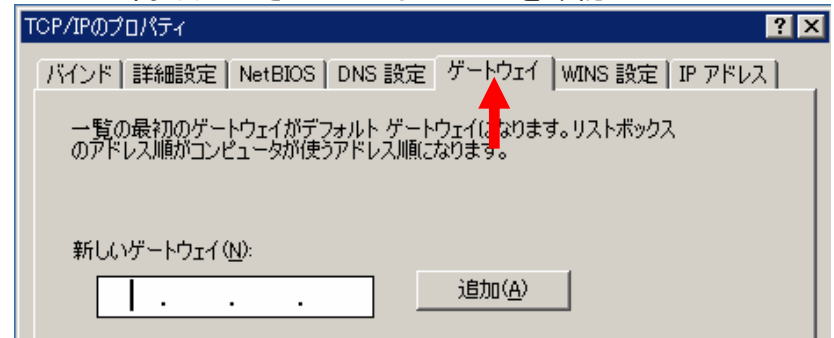 TCP/IPのプロパティ
バインド 詳細設定 NetBIOS DNS 設定 ゲートウェイ WINS 設定 IP アドレス
一覧の最初のゲートウェイがデフォルト ゲートウェイになります。リストボックス
のアドレス順がコンピュータが使うアドレス順になります。
新しいゲートウェイ(N):
. . .
追加(A)